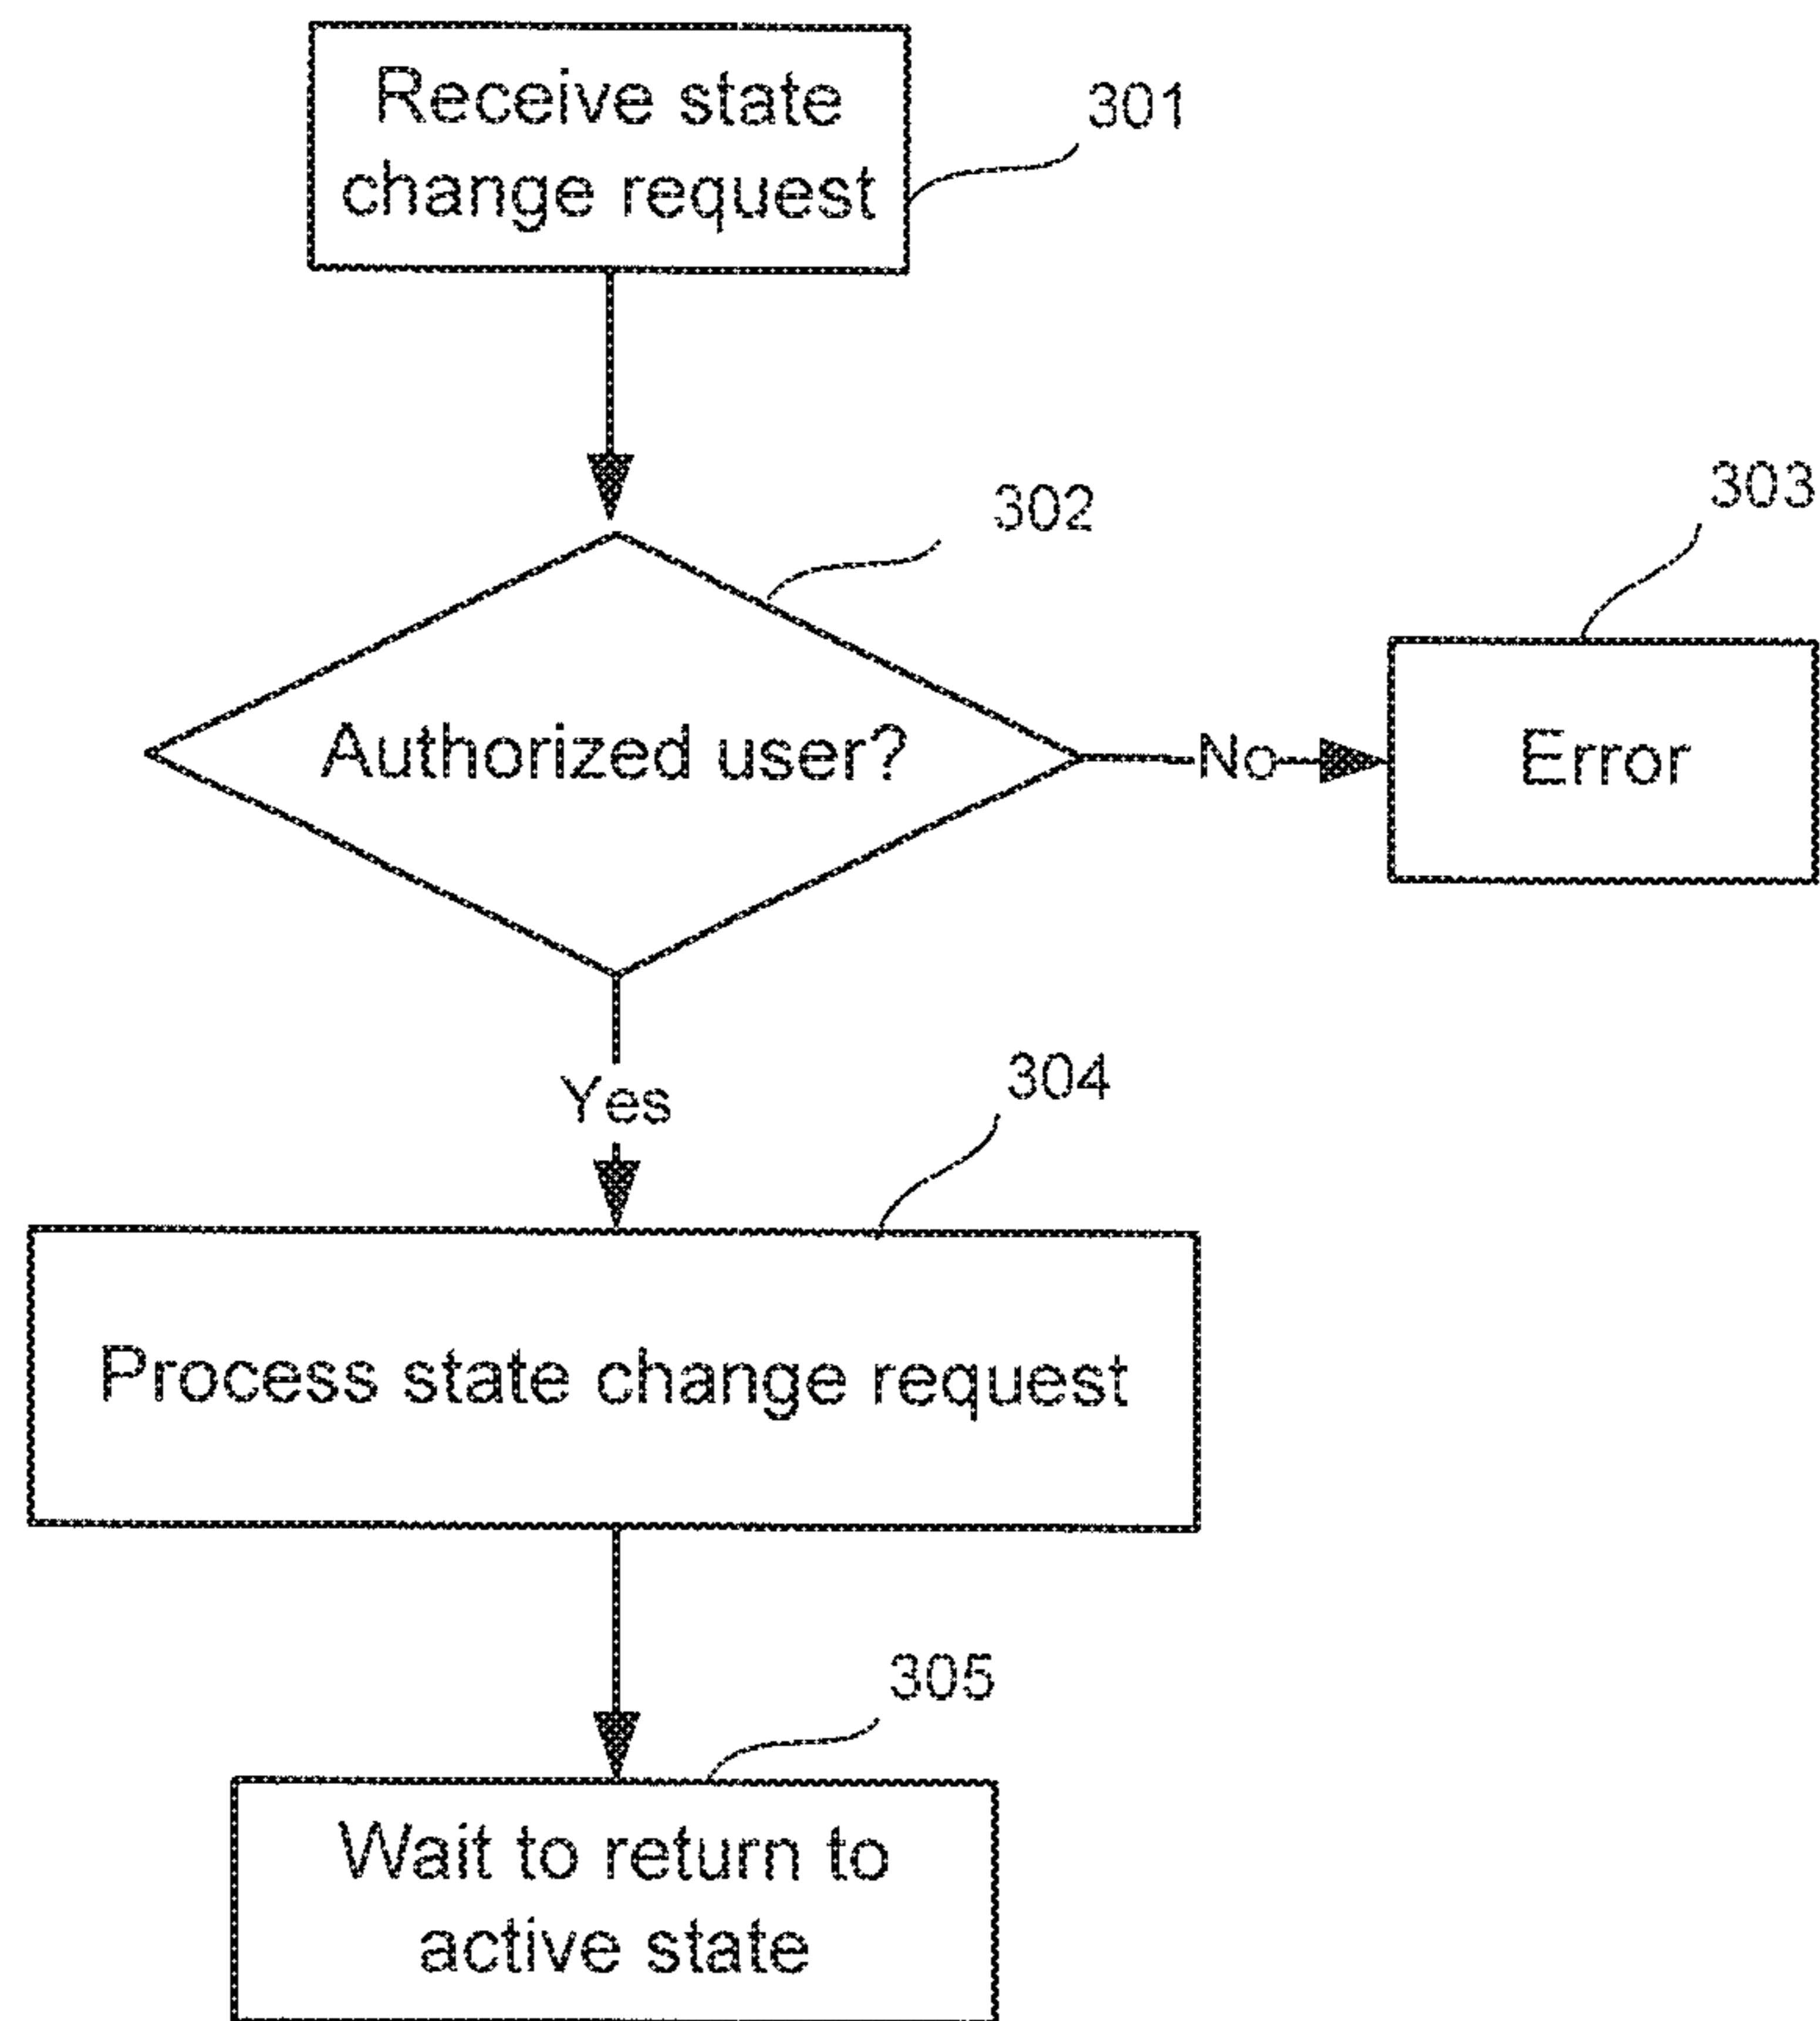 Receive state
change request
301
302
303
Authorized user?
No
Error
Yes
304
Process state change request
305
Wait to return to
active state